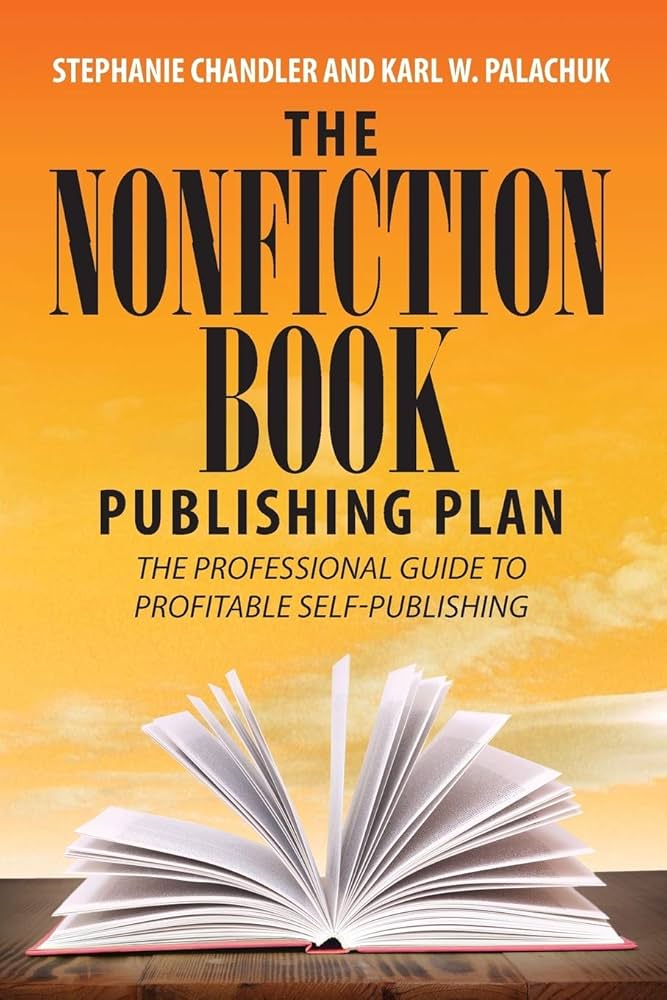 STEPHANIE CHANDLER AND KARL W. PALACHUK
THE
NONFICTION
BOOK
PUBLISHING PLAN
THE PROFESSIONAL GUIDE TO
PROFITABLE SELF-PUBLISHING